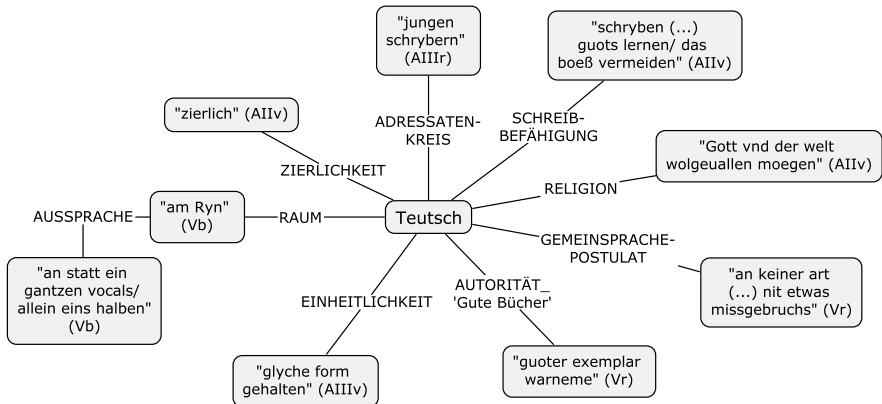 "jungen
schrybern"
(AIIIr)
"schryben (...)
guots lernen/ das
boeß vermeiden" (AIIv)
"zierlich" (AIIv)
ADRESSATEN-
KREIS
SCHREIB-
BEFÄHIGUNG
"Gott vnd der welt
wolgeuallen moegen" (AIIv)
ZIERLICHKEIT
RELIGION
AUSSPRACHE
"am Ryn"
(Vb)
RAUM
Teutsch
GEMEINSPRACHE-
POSTULAT
"an statt ein
gantzen vocals/
allein eins halben"
(Vb)
EINHEITLICHKEIT
AUTORITÄT_
'Gute Bücher'
"an keiner art
(...) nit etwas
missgebruchs" (Vr)
"glyche form
gehalten" (AIIIv)
"guoter exemplar
warneme" (Vr)